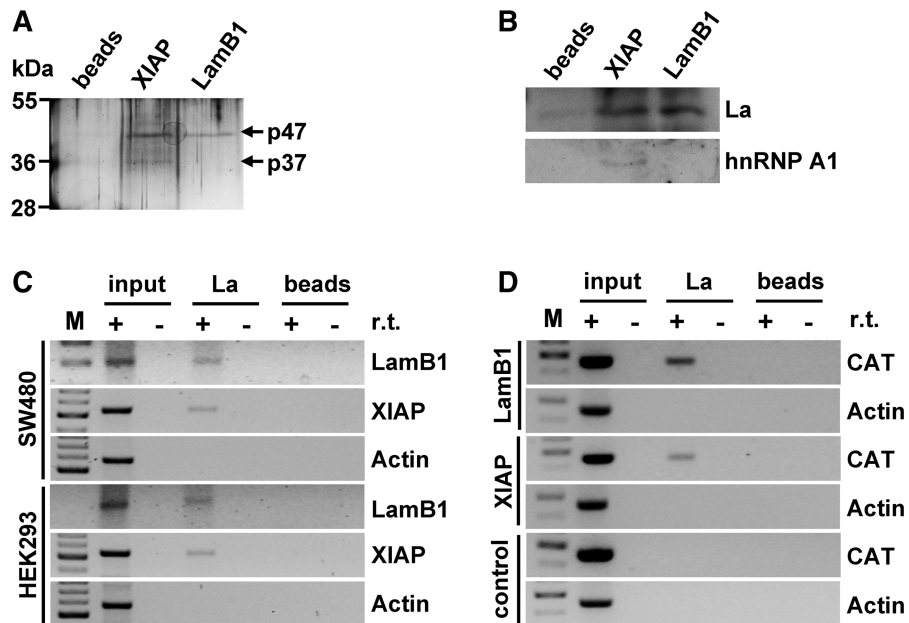 A
beads XIAP LamB1
kDa
55
36
28
p47
p37
B
beads XIAP LamB1
La
hnRNP A1
C
input La beads
M + - + - + - r.t.
SW480
LamB1
XIAP
Actin
HEK293
LamB1
XIAP
Actin
D
input La beads
M + - + - + - r.t.
LamB1
CAT
Actin
XIAP
CAT
Actin
control
CAT
Actin